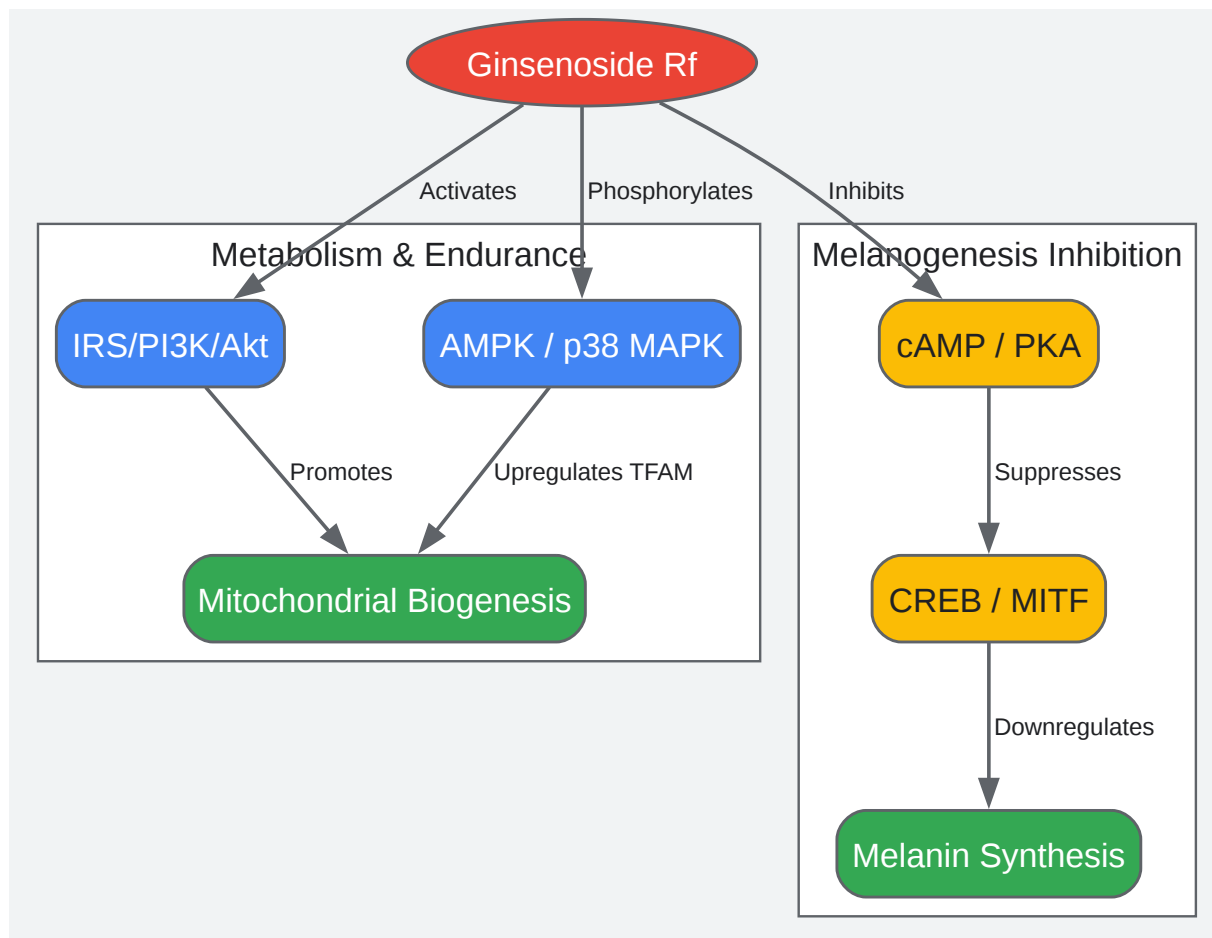 Ginsenoside Rf
Activates
Phosphorylates
Inhibits
Metabolism & Endurance
Melanogenesis Inhibition
IRS/PI3K/Akt
AMPK / p38 MAPK
cAMP / PKA
Promotes
Upregulates TFAM
Suppresses
Mitochondrial Biogenesis
CREB / MITF
Downregulates
Melanin Synthesis